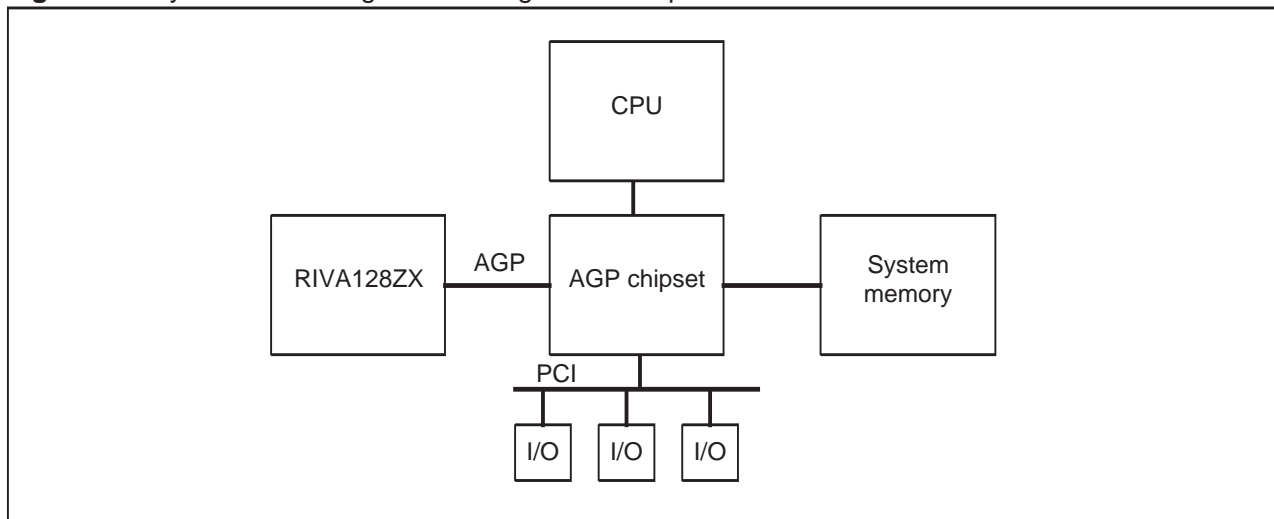 CPU
RIVA128ZX
AGP
AGP chipset
System
memory
PCI
I/O
I/O
I/O